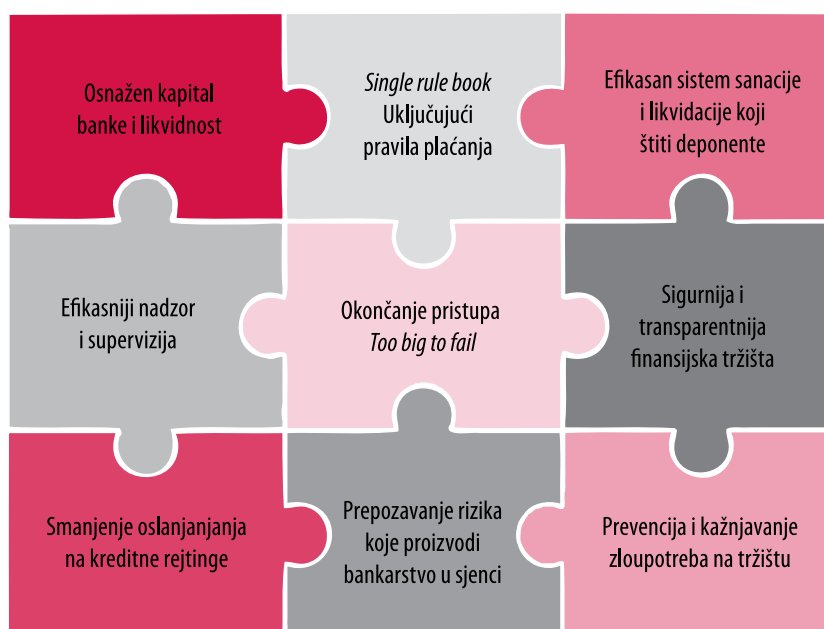 Osnažen kapital
banke i likvidnost
Single rule book
Uključujući
pravila plaćanja
Efikasan sistem sanacije
i likvidacije koji
štiti deponente
Efikasniji nadzor
i supervizija
Okončanje pristupa
Too big to fail
Sigurnija i
transparentnija
finansijska tržišta
Smanjenje oslanjanjanja
na kreditne rejtinge
Prepozavanje rizika
koje proizvodi
bankarstvo u sjenci
Prevencija i kažnjavanje
zloupotreba na tržištu